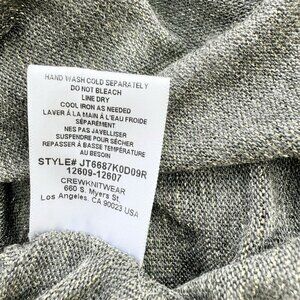 HAND WASH COLD SEPARATELY
DO NOT BLEACH
LINE DRY
COOL IRON AS NEEDED
LAVER À LA MAIN À L'EAU FROIDE
SÉPARÉMENT
NES PAS JAVELLISER
SUSPENDRE POUR SÉCHER
REPASSER À BASSE TEMPÉRATURE
AU BESOIN
STYLE# JT6687K0D09R
12609-12607
CREWKNITWEAR
660 S. Myers St.
Los Angeles, CA 90023 USA